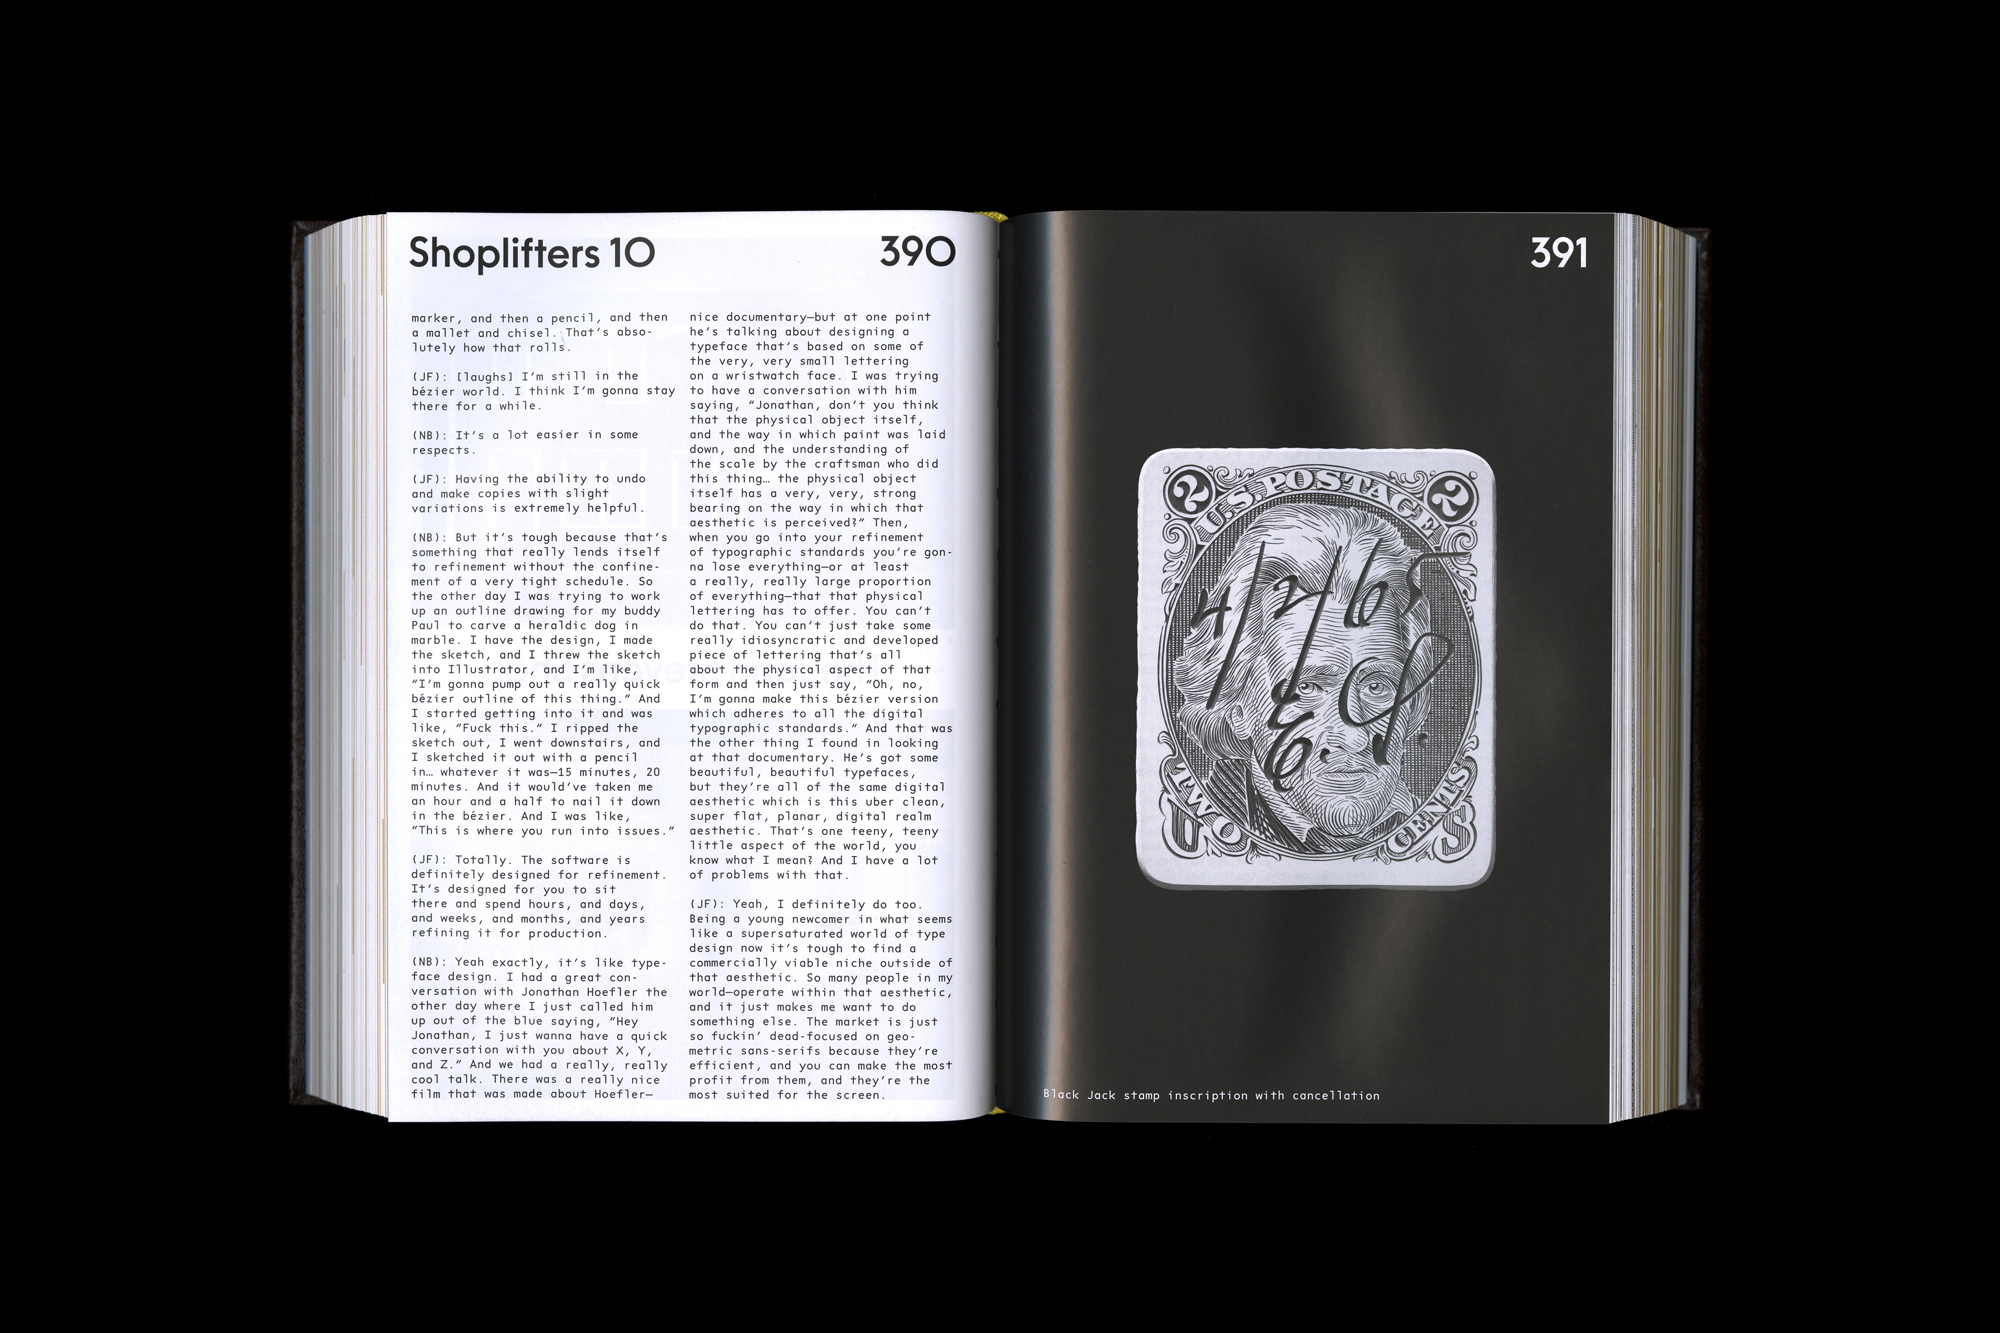 Shoplifters 10
390
marker, and then a pencil, and then
a mallet and chisel. That's abso-
lutely how that rolls.
(JF): [laughs] I'm still in the
bézier world. I think I'm gonna stay
there for a while.
(NB): It's a lot easier in some
respects.
(JF): Having the ability to undo
and make copies with slight
variations is extremely helpful.
(NB): But it's tough because that's
something that really lends itself
to refinement without the confine-
ment of a very tight schedule. So
the other day I was trying to work
up an outline drawing for my buddy
Paul to carve a heraldic dog in
marble. I have the design, I made
the sketch, and I threw the sketch
into Illustrator, and I'm like,
“I'm gonna pump out a really quick
bézier outline of this thing.” And
I started getting into it and was
like, “Fuck this.” I ripped the
sketch out, I went downstairs, and
I sketched it out with a pencil
in… whatever it was—15 minutes, 20
minutes. And it would've taken me
an hour and a half to nail it down
in the bézier. And I was like,
“This is where you run into issues.”
(JF): Totally. The software is
definitely designed for refinement.
It's designed for you to sit
there and spend hours, and days,
and weeks, and months, and years
refining it for production.
(NB): Yeah exactly, it's like type-
face design. I had a great con-
versation with Jonathan Hoefler the
other day where I just called him
up out of the blue saying, “Hey
Jonathan, I just wanna have a quick
conversation with you about X, Y,
and Z.” And we had a really, really
cool talk. There was a really nice
film that was made about Hoefler—
nice documentary—but at one point
he's talking about designing a
typeface that's based on some of
the very, very small lettering
on a wristwatch face. I was trying
to have a conversation with him
saying, “Jonathan, don't you think
that the physical object itself,
and the way in which paint was laid
down, and the understanding of
the scale by the craftsman who did
this thing… the physical object
itself has a very, very, strong
bearing on the way in which that
aesthetic is perceived?” Then,
when you go into your refinement
of typographic standards you're gon-
na lose everything—or at least
a really, really large proportion
of everything—that that physical
lettering has to offer. You can't
do that. You can't just take some
really idiosyncratic and developed
piece of lettering that's all
about the physical aspect of that
form and then just say, “Oh, no,
I'm gonna make this bézier version
which adheres to all the digital
typographic standards.” And that was
the other thing I found in looking
at that documentary. He's got some
beautiful, beautiful typefaces,
but they're all of the same digital
aesthetic which is this uber clean,
super flat, planar, digital realm
aesthetic. That's one teeny, teeny
little aspect of the world, you
know what I mean? And I have a lot
of problems with that.
(JF): Yeah, I definitely do too.
Being a young newcomer in what seems
like a supersaturated world of type
design now it's tough to find a
commercially viable niche outside of
that aesthetic. So many people in my
world—operate within that aesthetic,
and it just makes me want to do
something else. The market is just
so fuckin' dead-focused on geo-
metric sans-serifs because they're
efficient, and you can make the most
profit from them, and they're the
most suited for the screen.
391
2 U.S. POSTAGE 2
4/2/65
E.P.
U TWO CENTS S
Black Jack stamp inscription with cancellation